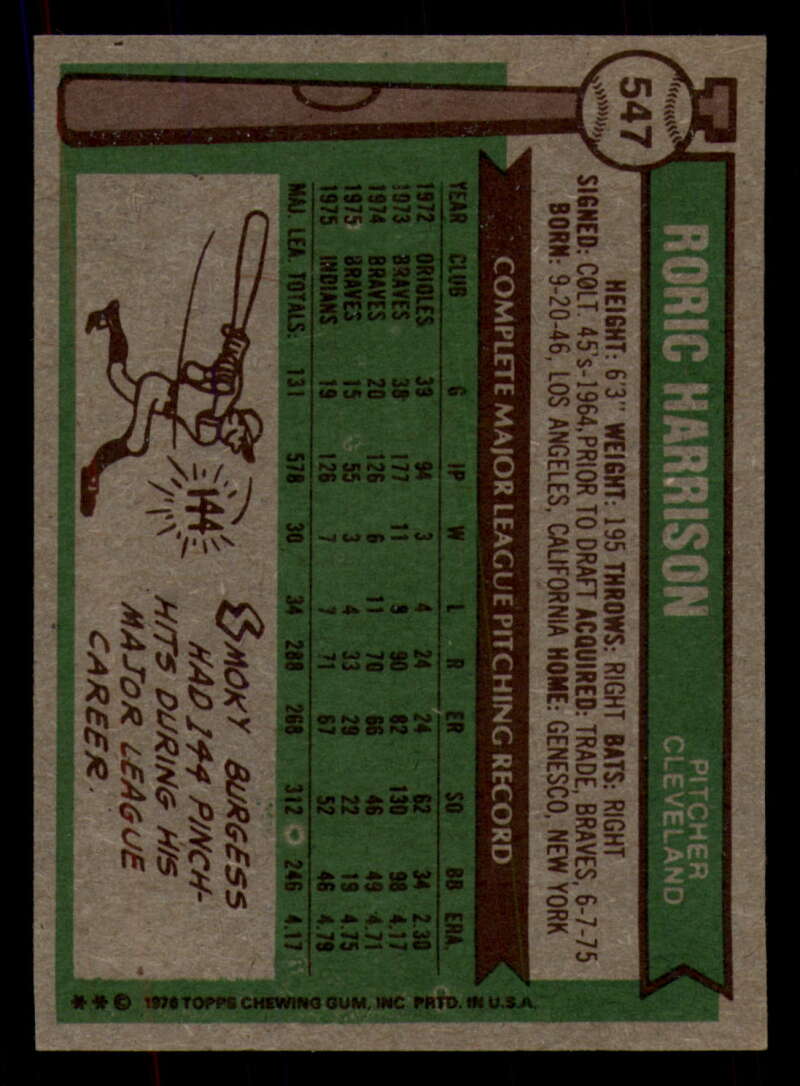 547
RORIC HARRISON
PITCHER
CLEVELAND
HEIGHT: 6'3" WEIGHT: 195 THROWS: RIGHT BATS: RIGHT
SIGNED: COLT. 45's-1964, PRIOR TO DRAFT ACQUIRED: TRADE, BRAVES, 6-7-75
BORN: 9-20-46, LOS ANGELES, CALIFORNIA HOME: GENESCO, NEW YORK
COMPLETE MAJOR LEAGUE PITCHING RECORD
YEAR CLUB G IP W L R ER SO BB ERA.
1972 ORIOLES 39 94 3 4 24 24 62 34 2.30
1973 BRAVES 38 177 11 8 90 82 130 98 4.17
1974 BRAVES 20 126 6 11 70 66 46 49 4.71
1975 BRAVES 15 55 3 4 33 29 22 19 4.75
1975 INDIANS 19 126 7 7 71 67 52 46 4.79
MAJ. LEA. TOTALS: 131 578 30 34 288 268 312 246 4.17
144
SMOKY BURGESS
HAD 144 PINCH-
HITS DURING HIS
MAJOR LEAGUE
CAREER.
** © 1976 TOPPS CHEWING GUM, INC. PRTD. IN U.S.A.